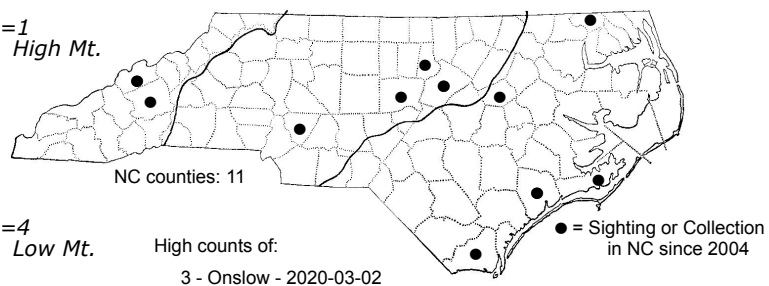 =1
High Mt.
NC counties: 11
=4
Low Mt.
High counts of:
3 - Onslow - 2020-03-02
● = Sighting or Collection
in NC since 2004